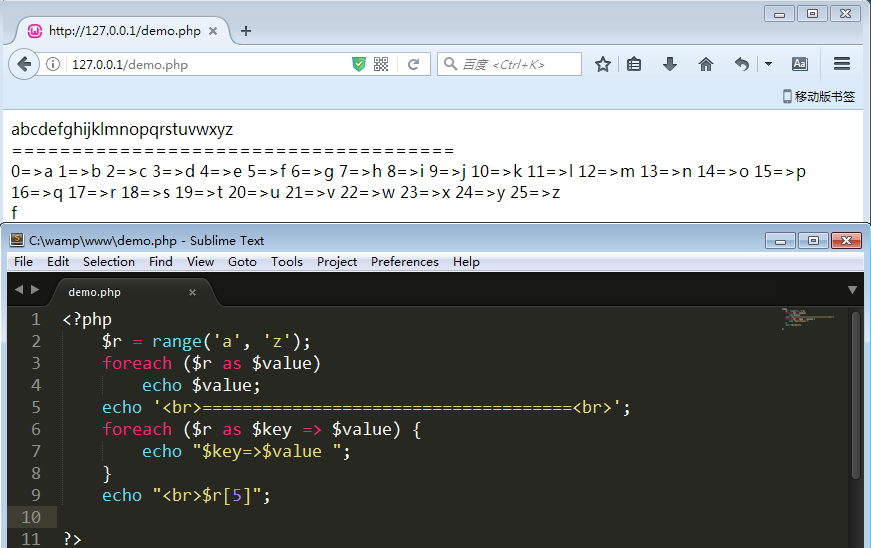 http://127.0.0.1/demo.php
127.0.0.1/demo.php
百度 <Ctrl+K>
移动版书签
abcdefghijklmnopqrstuvwxyz
=====================================
0=>a 1=>b 2=>c 3=>d 4=>e 5=>f 6=>g 7=>h 8=>i 9=>j 10=>k 11=>l 12=>m 13=>n 14=>o 15=>p
16=>q 17=>r 18=>s 19=>t 20=>u 21=>v 22=>w 23=>x 24=>y 25=>z
f
C:\wamp\www\demo.php - Sublime Text
File Edit Selection Find View Goto Tools Project Preferences Help
demo.php
1 <?php
2 $r = range('a', 'z');
3 foreach ($r as $value)
4 echo $value;
5 echo '<br>=====================================<br>';
6 foreach ($r as $key => $value) {
7 echo "$key=>$value ";
8 }
9 echo "<br>$r[5]";
10
11 ?>